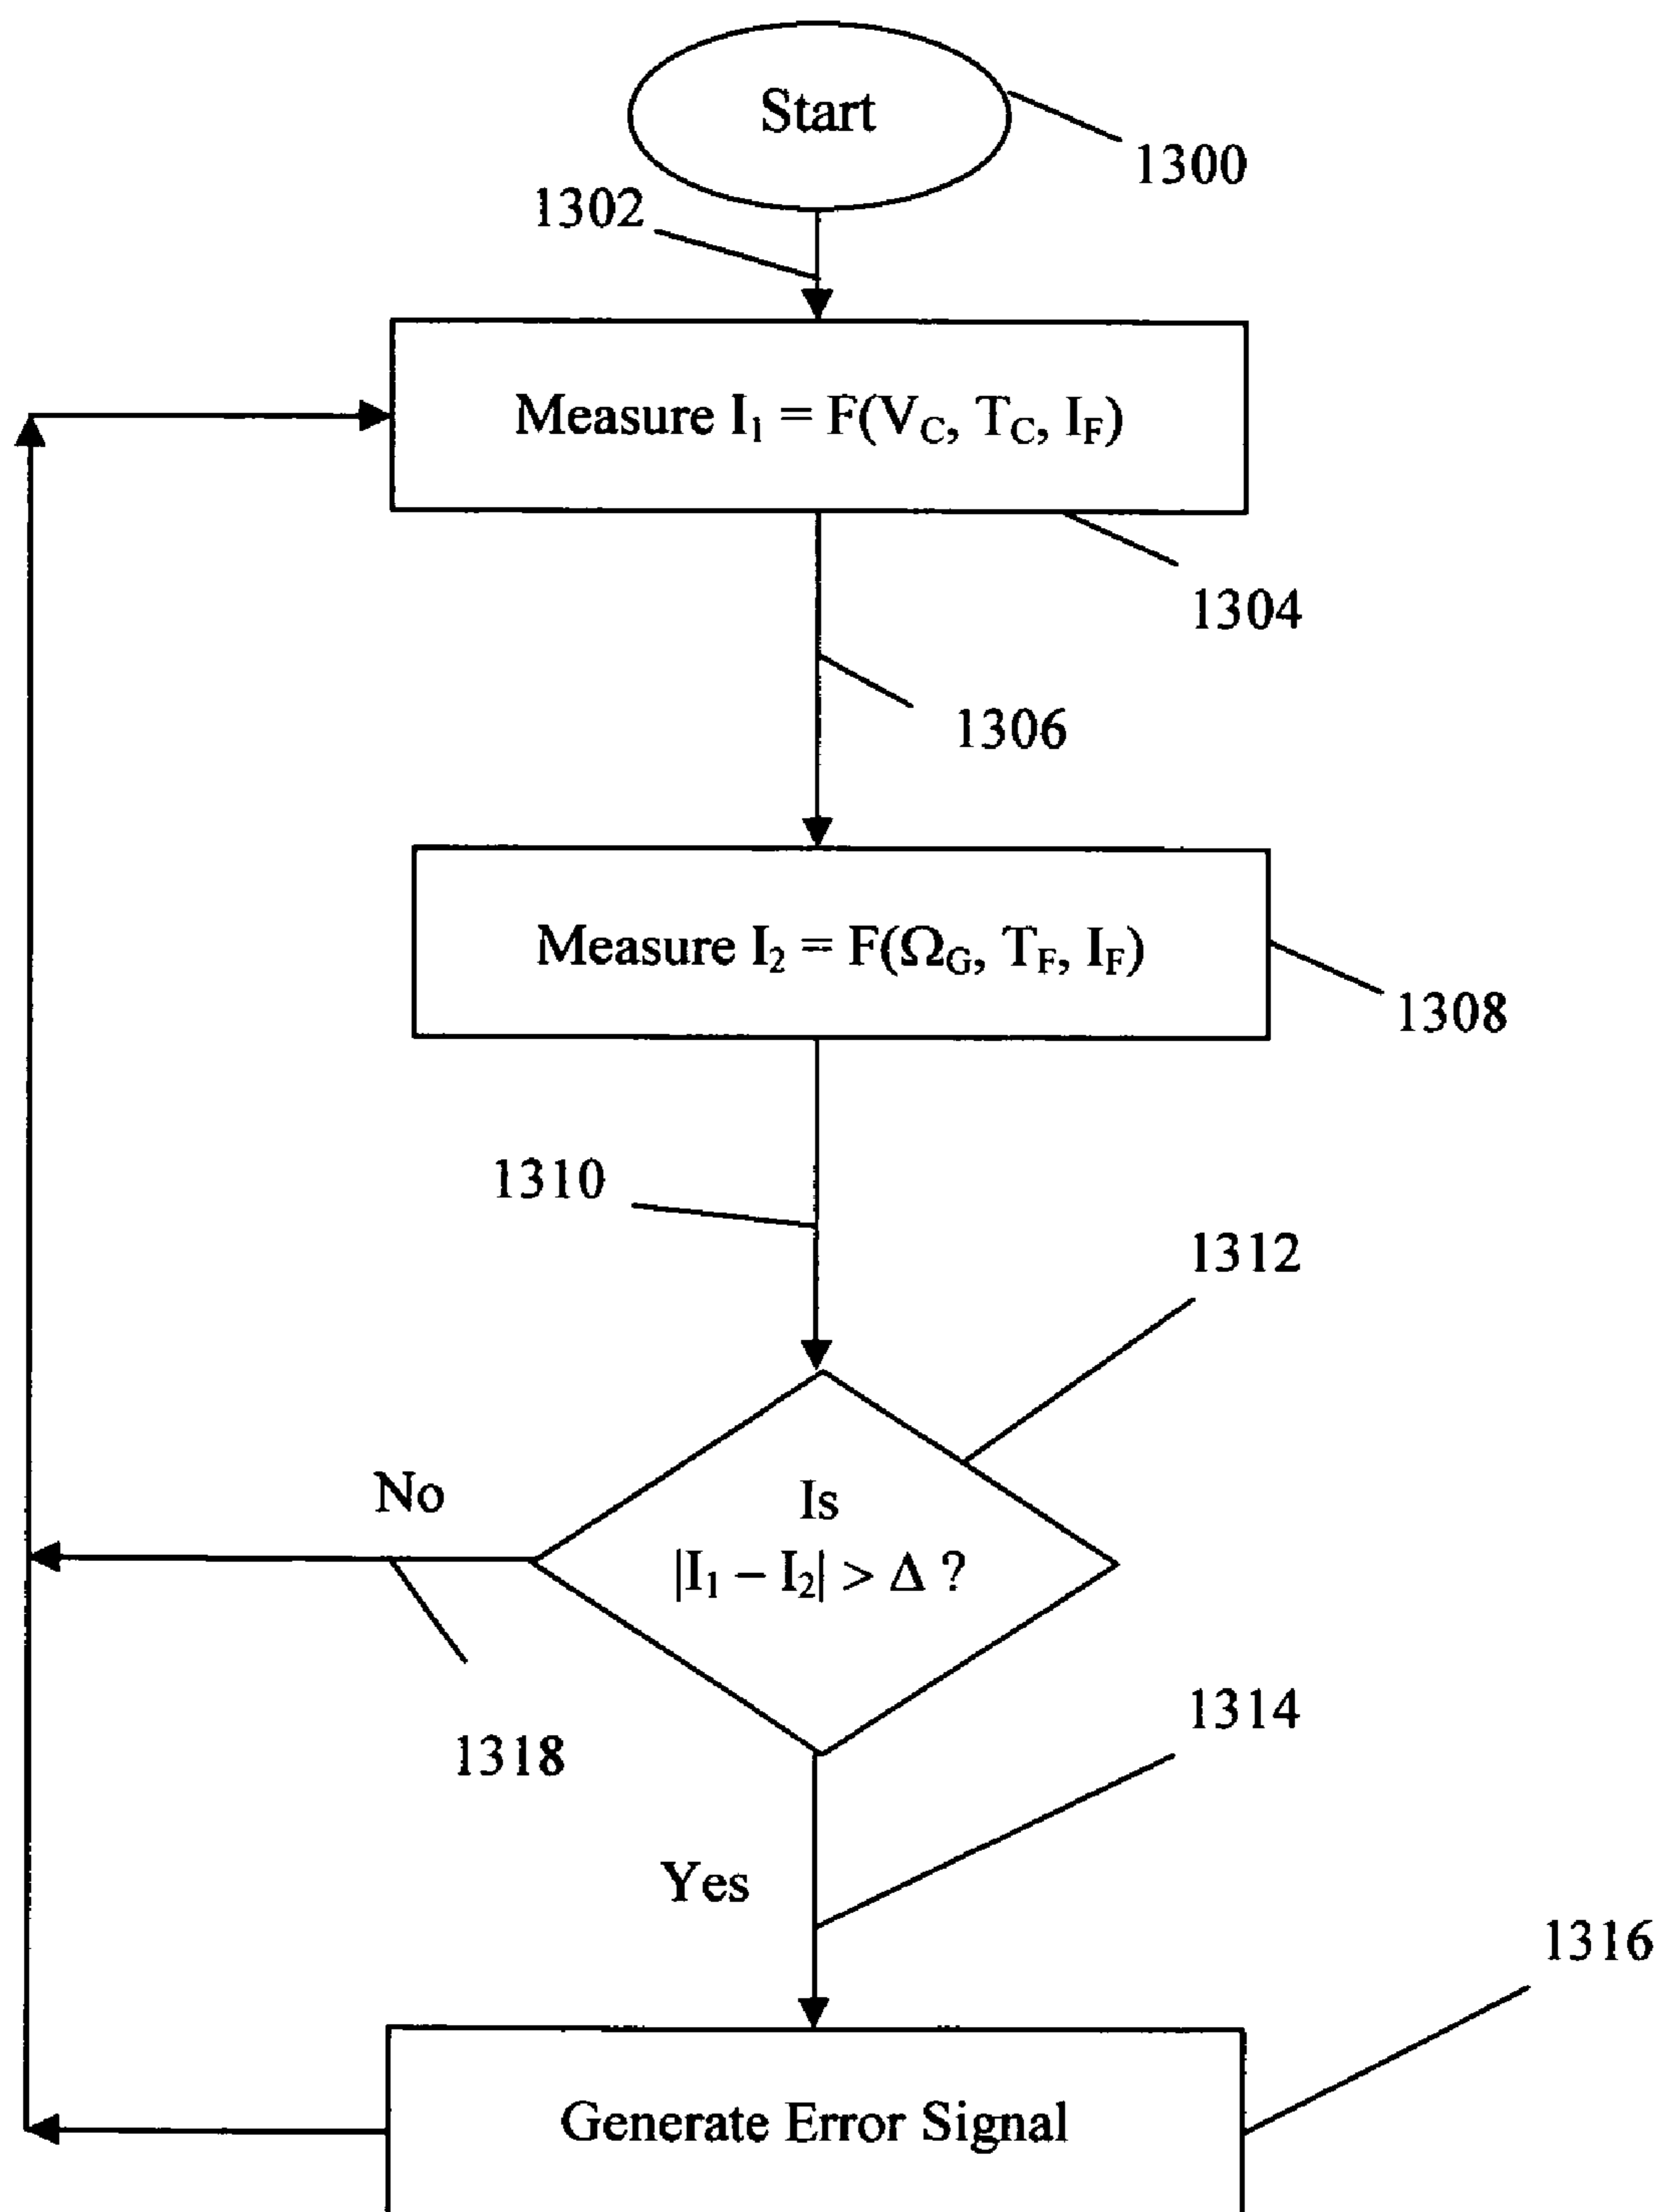 Start
1300
1302
Measure I₁ = F(V_C, T_C, I_F)
1304
1306
Measure I₂ = F(Ω_G, T_F, I_F)
1308
1310
1312
No
Is
|I₁ – I₂| > Δ ?
1318
1314
Yes
1316
Generate Error Signal